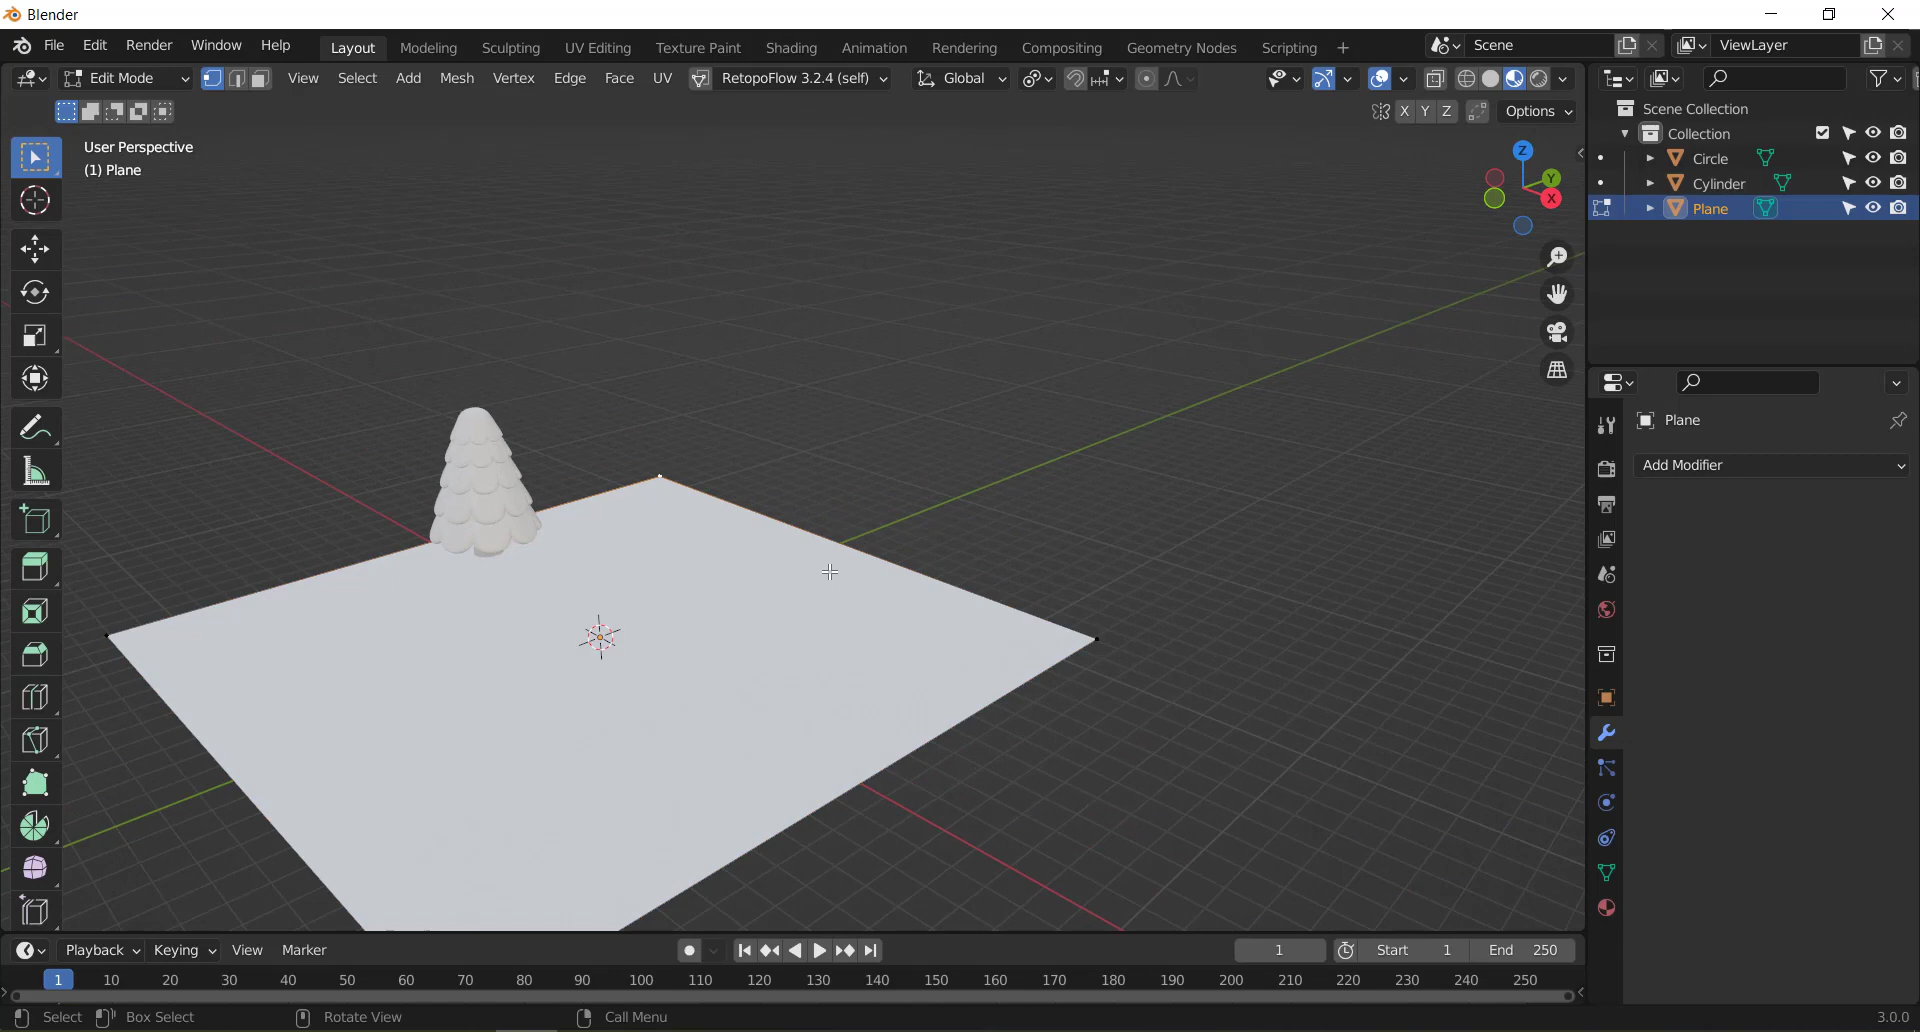 Blender
File Edit Render Window Help Layout Modeling Sculpting UV Editing Texture Paint Shading Animation Rendering Compositing Geometry Nodes Scripting + Scene ViewLayer
Edit Mode View Select Add Mesh Vertex Edge Face UV RetopoFlow 3.2.4 (self) Global
X Y Z Options
User Perspective
(1) Plane
Z
Y
X
Scene Collection
Collection
Circle
Cylinder
Plane
Plane
Add Modifier
Playback Keying View Marker 1 Start 1 End 250
1 10 20 30 40 50 60 70 80 90 100 110 120 130 140 150 160 170 180 190 200 210 220 230 240 250
Select Box Select Rotate View Call Menu 3.0.0